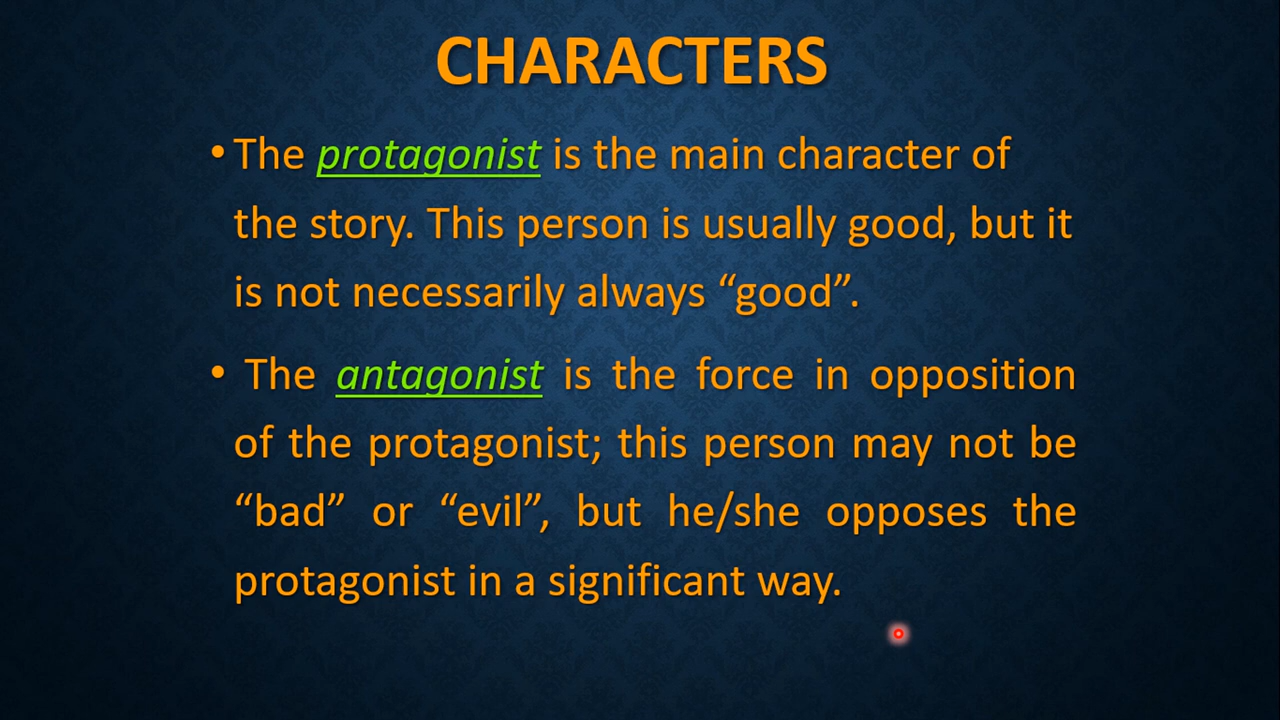 CHARACTERS
• The protagonist is the main character of
the story. This person is usually good, but it
is not necessarily always “good”.
• The antagonist is the force in opposition
of the protagonist; this person may not be
“bad” or “evil”, but he/she opposes the
protagonist in a significant way.